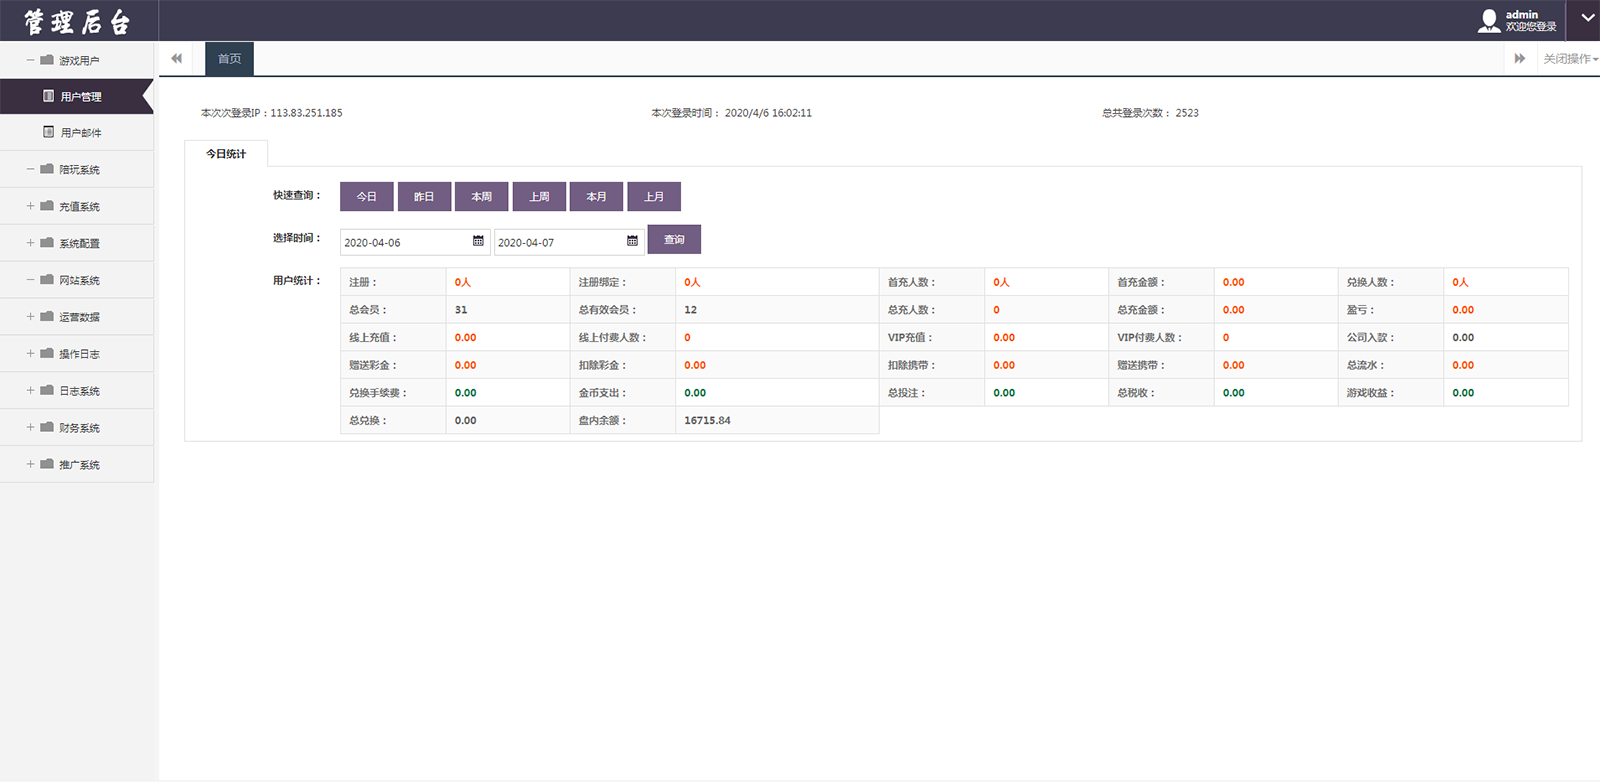 管理后台
admin
欢迎您登录
游戏用户
用户管理
用户邮件
陪玩系统
充值系统
系统配置
网站系统
运营数据
操作日志
日志系统
财务系统
推广系统
首页
关闭操作
本次次登录IP：113.83.251.185
本次登录时间： 2020/4/6 16:02:11
总共登录次数： 2523
今日统计
快速查询： 今日 昨日 本周 上周 本月 上月
选择时间： 2020-04-06 2020-04-07 查询
用户统计： 注册： 0人 注册绑定： 0人 首充人数： 0人 首充金额： 0.00 兑换人数： 0人
总会员： 31 总有效会员： 12 总充人数： 0 总充金额： 0.00 盈亏： 0.00
线上充值： 0.00 线上付费人数： 0 VIP充值： 0.00 VIP付费人数： 0 公司入款： 0.00
赠送彩金： 0.00 扣除彩金： 0.00 扣除携带： 0.00 赠送携带： 0.00 总流水： 0.00
兑换手续费： 0.00 金币支出： 0.00 总投注： 0.00 总税收： 0.00 游戏收益： 0.00
总兑换： 0.00 盘内余额： 16715.84